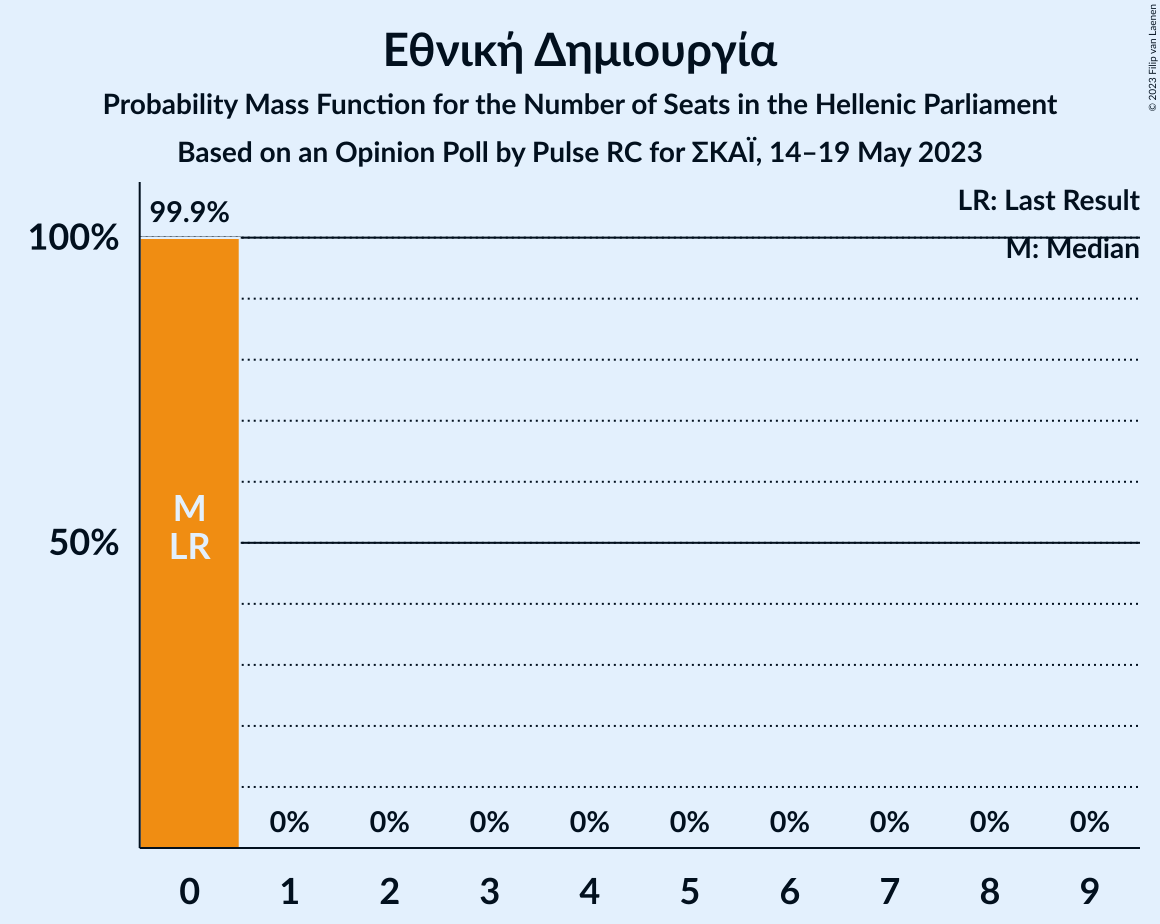 Εθνική Δημιουργία
Probability Mass Function for the Number of Seats in the Hellenic Parliament
Based on an Opinion Poll by Pulse RC for ΣΚΑΪ, 14–19 May 2023
© 2023 Filip van Laenen
LR: Last Result
M: Median
99.9%
100%
50%
M
LR
0% 0% 0% 0% 0% 0% 0% 0% 0%
0 1 2 3 4 5 6 7 8 9